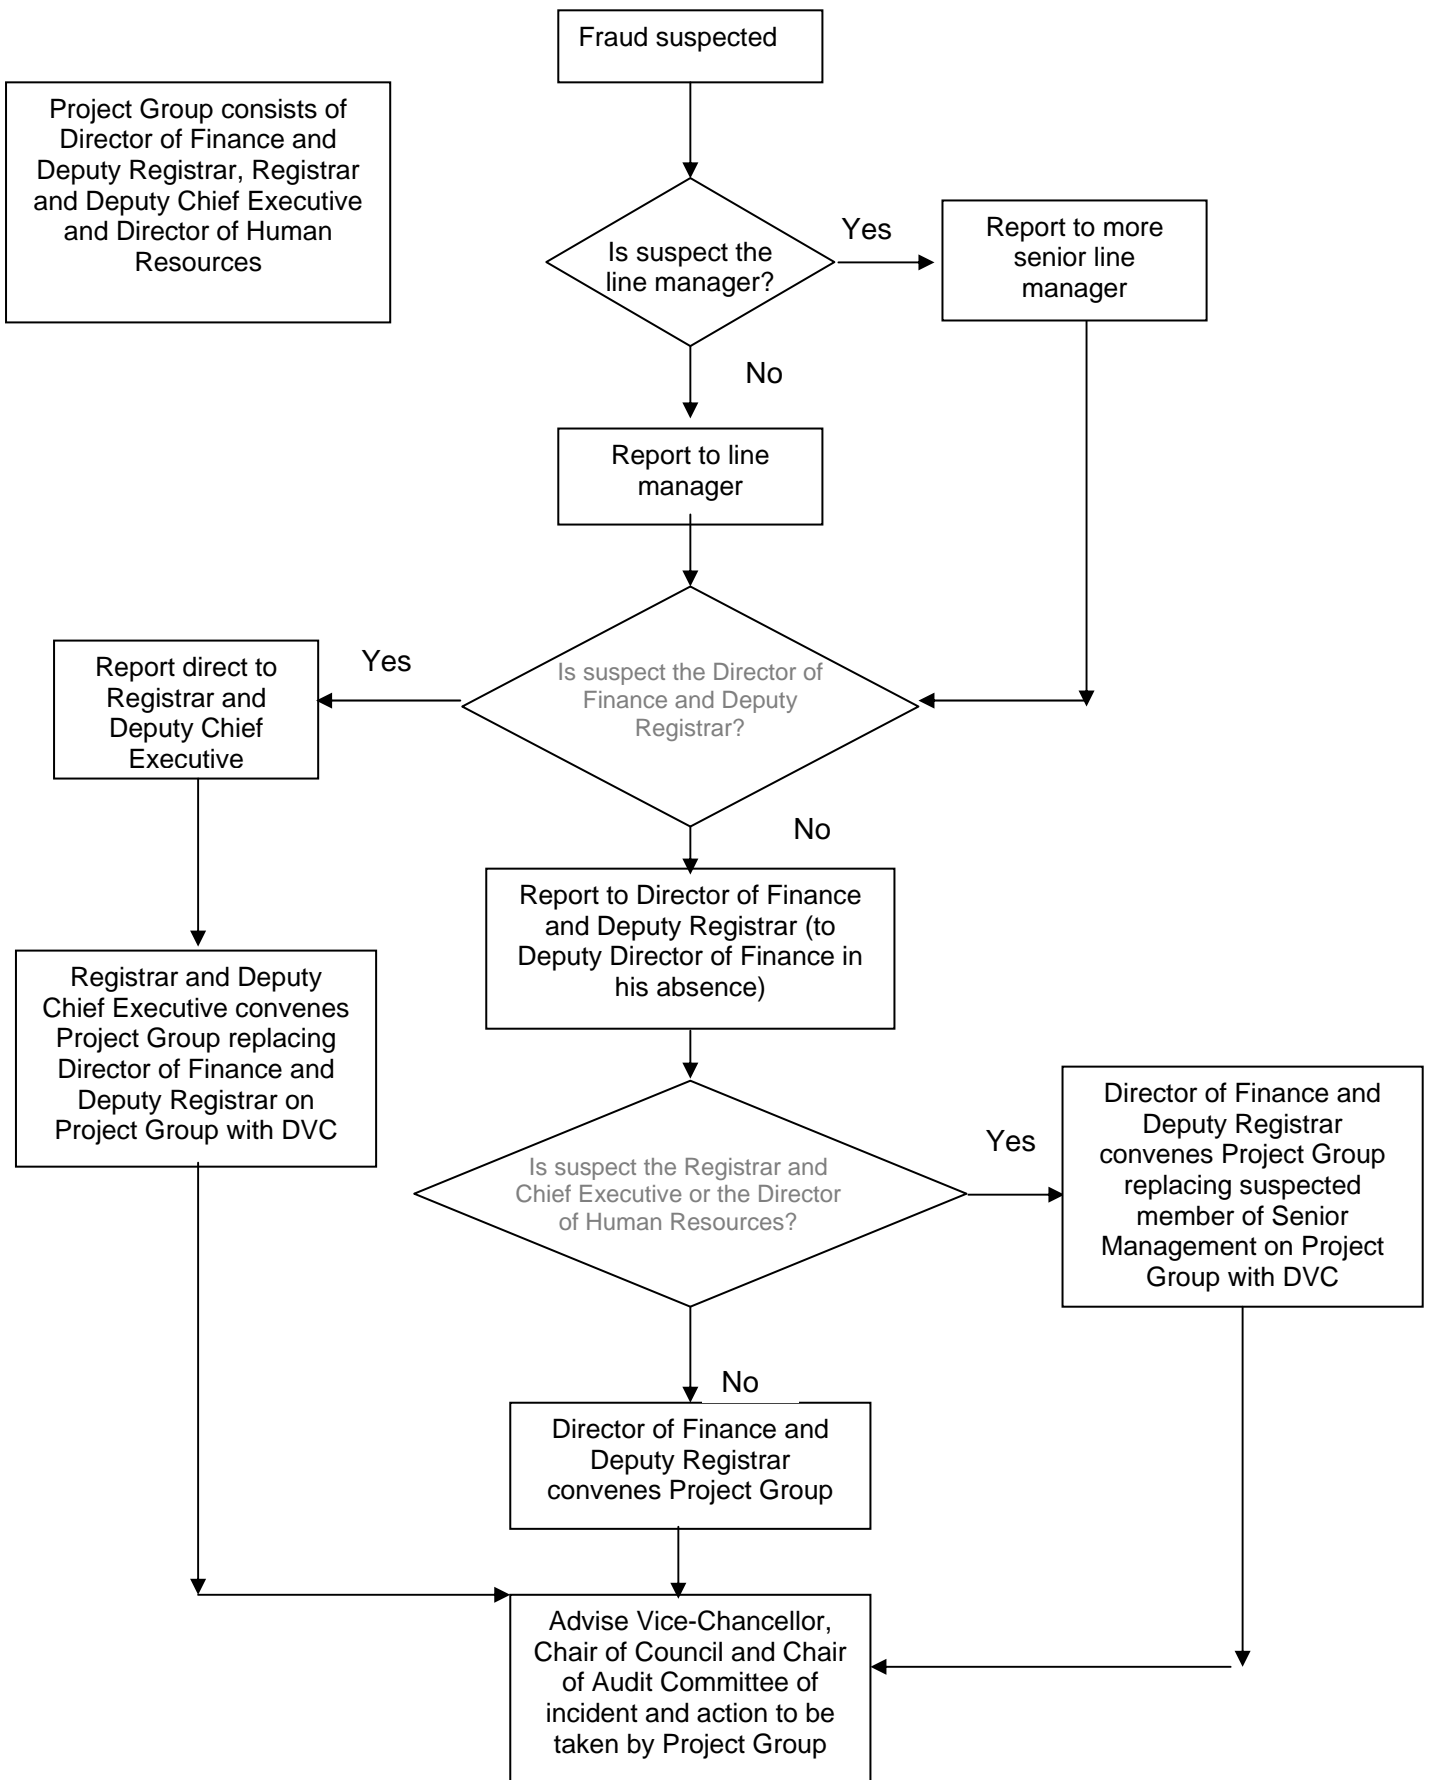 Fraud suspected
Project Group consists of
Director of Finance and
Deputy Registrar, Registrar
and Deputy Chief Executive
and Director of Human
Resources
Is suspect the
line manager?
Yes
Report to more
senior line
manager
No
Report to line
manager
Is suspect the Director of
Finance and Deputy
Registrar?
Yes
Report direct to
Registrar and
Deputy Chief
Executive
No
Report to Director of Finance
and Deputy Registrar (to
Deputy Director of Finance in
his absence)
Registrar and Deputy
Chief Executive convenes
Project Group replacing
Director of Finance and
Deputy Registrar on
Project Group with DVC
Is suspect the Registrar and
Chief Executive or the Director
of Human Resources?
Yes
Director of Finance and
Deputy Registrar
convenes Project Group
replacing suspected
member of Senior
Management on Project
Group with DVC
No
Director of Finance and
Deputy Registrar
convenes Project Group
Advise Vice-Chancellor,
Chair of Council and Chair
of Audit Committee of
incident and action to be
taken by Project Group